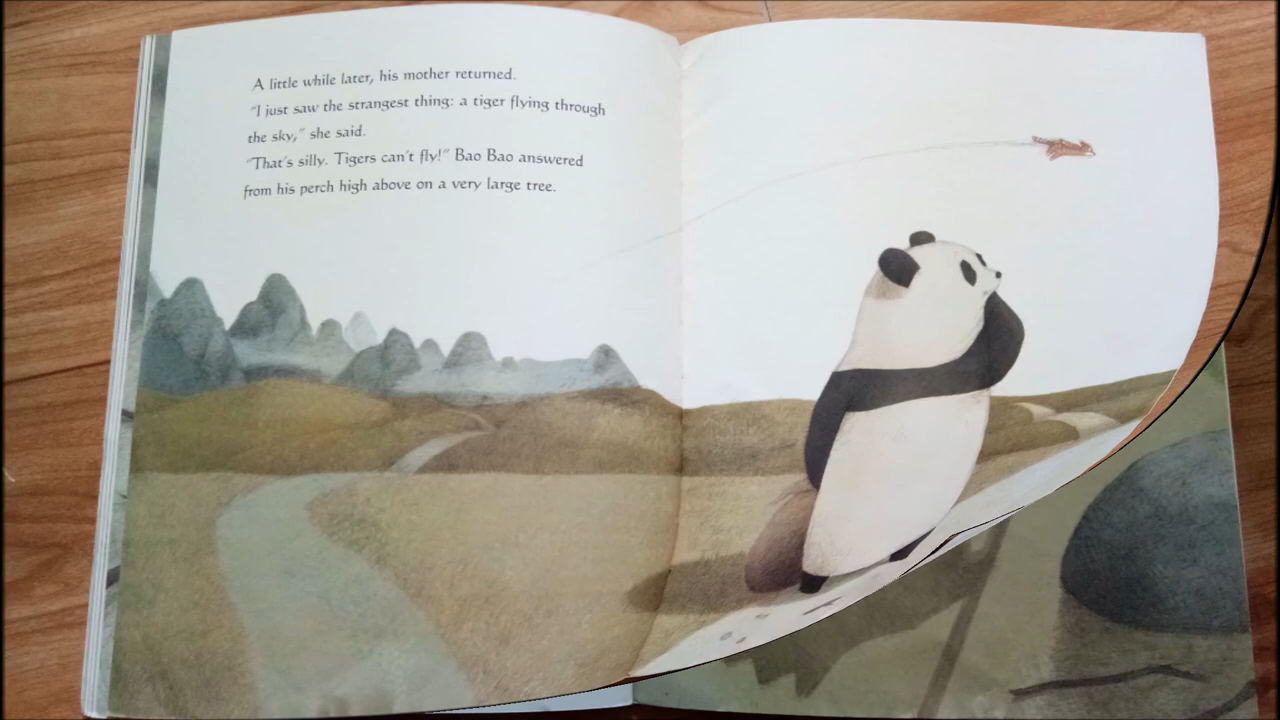 A little while later, his mother returned.
"I just saw the strangest thing: a tiger flying through
the sky," she said.
"That's silly. Tigers can't fly!" Bao Bao answered
from his perch high above on a very large tree.